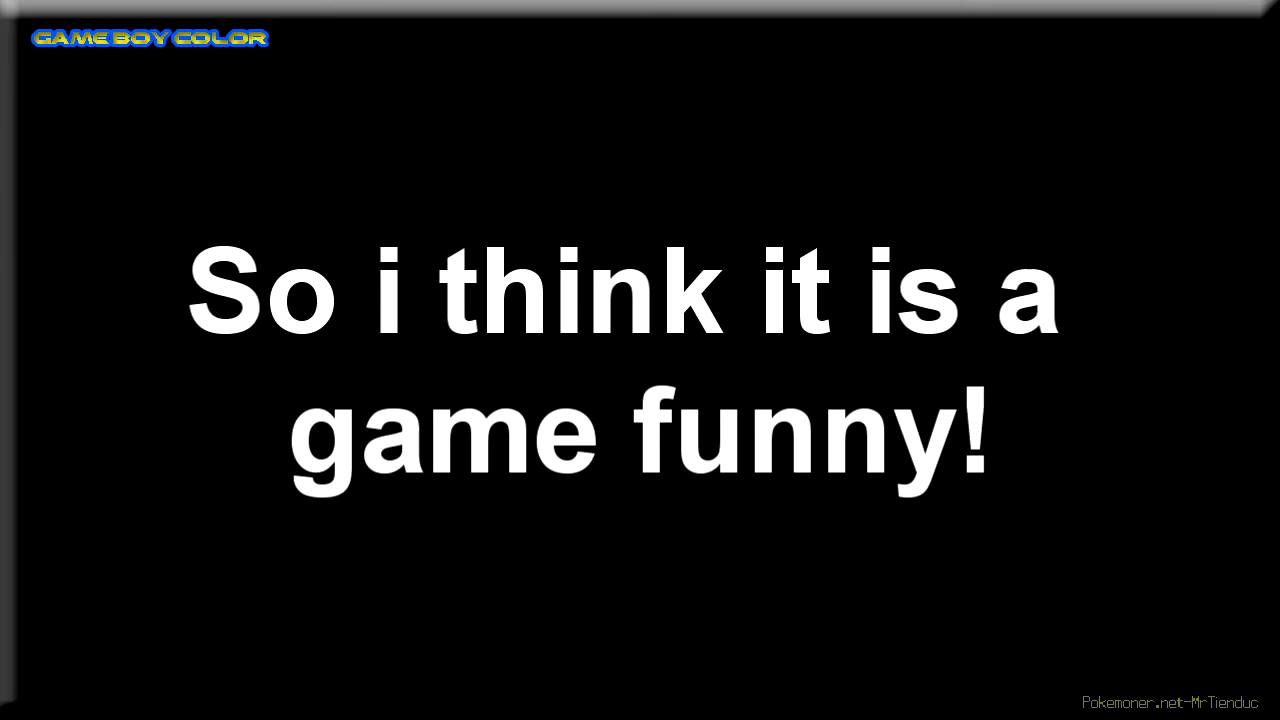 GAME BOY COLOR
So i think it is a
game funny!
Pokemoner.net-MrTienduc